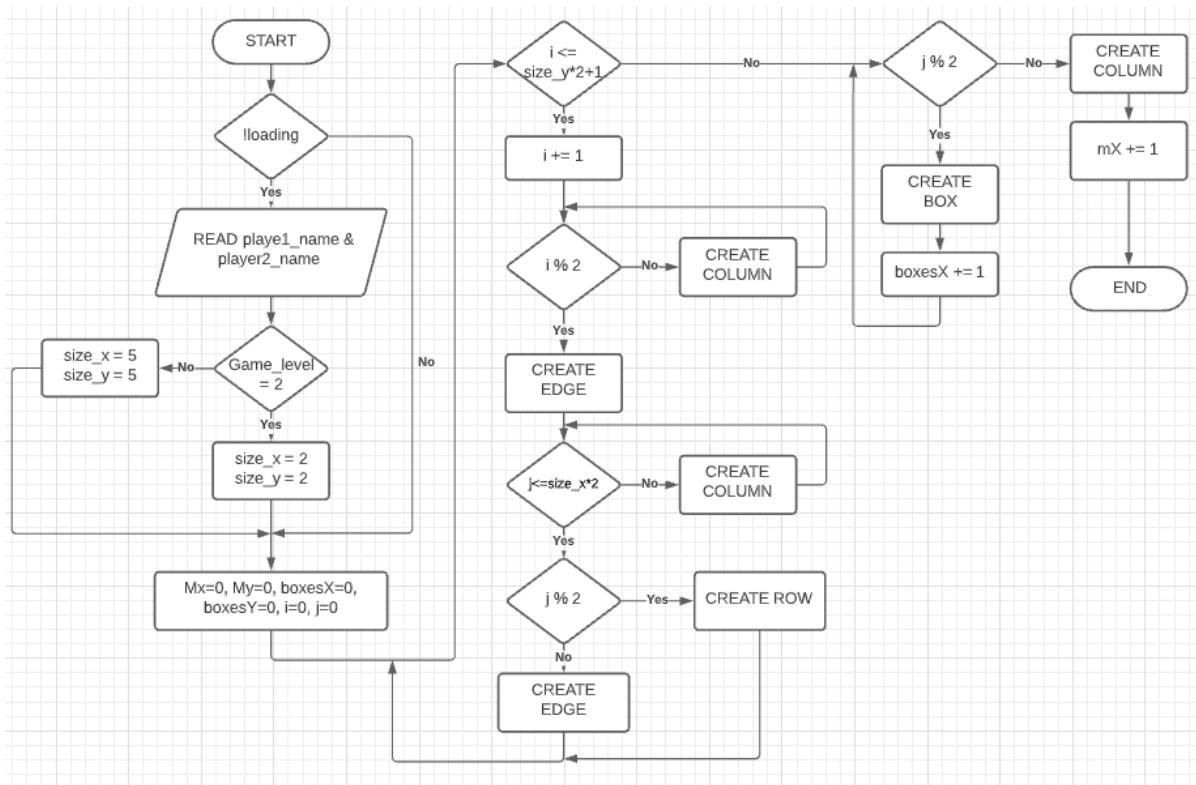 START
!loading
Yes
No
READ playe1_name &
player2_name
Game_level
= 2
No
size_x = 5
size_y = 5
Yes
size_x = 2
size_y = 2
Mx=0, My=0, boxesX=0,
boxesY=0, i=0, j=0
i <=
size_y*2+1
No
Yes
i += 1
i % 2
No
CREATE
COLUMN
Yes
CREATE
EDGE
j<=size_x*2
No
CREATE
COLUMN
Yes
j % 2
Yes
CREATE ROW
No
CREATE
EDGE
j % 2
No
Yes
CREATE
BOX
boxesX += 1
CREATE
COLUMN
mX += 1
END